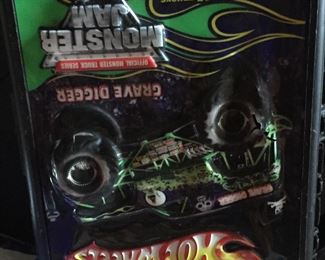 HOT WHEELS
GRAVE DIGGER
OFFICIAL MONSTER TRUCK SERIES
MONSTER
JAM